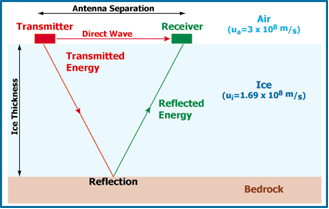 Antenna Separation
Transmitter
Receiver
Air
(uₐ=3 x 10⁸ m/s)
Direct Wave
Transmitted
Energy
Ice
(uᵢ=1.69 x 10⁸ m/s)
Reflected
Energy
Ice Thickness
Reflection
Bedrock